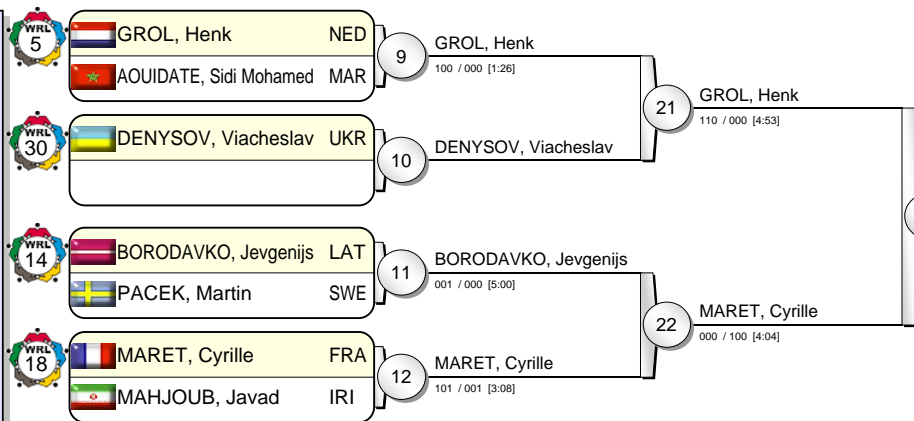 WRL
5
GROL, Henk NED
AOUIDATE, Sidi Mohamed MAR
9
GROL, Henk
100 / 000 [1:26]
21
GROL, Henk
110 / 000 [4:53]
WRL
30
DENYSOV, Viacheslav UKR
10
DENYSOV, Viacheslav
WRL
14
BORODAVKO, Jevgenijs LAT
PACEK, Martin SWE
11
BORODAVKO, Jevgenijs
001 / 000 [5:00]
22
MARET, Cyrille
000 / 100 [4:04]
WRL
18
MARET, Cyrille FRA
MAHJOUB, Javad IRI
12
MARET, Cyrille
101 / 001 [3:08]